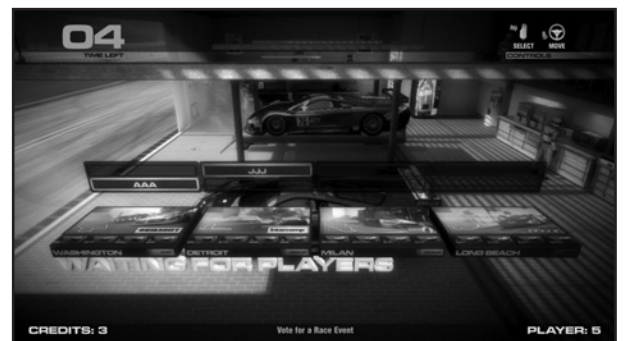 04
TIME LEFT
SELECT
MOVE
CONTROLS
JJJ
AAA
WASHINGTON
DETROIT
MILAN
LONG BEACH
WAITING FOR PLAYERS
CREDITS: 3
Vote for a Race Event
PLAYER: 5